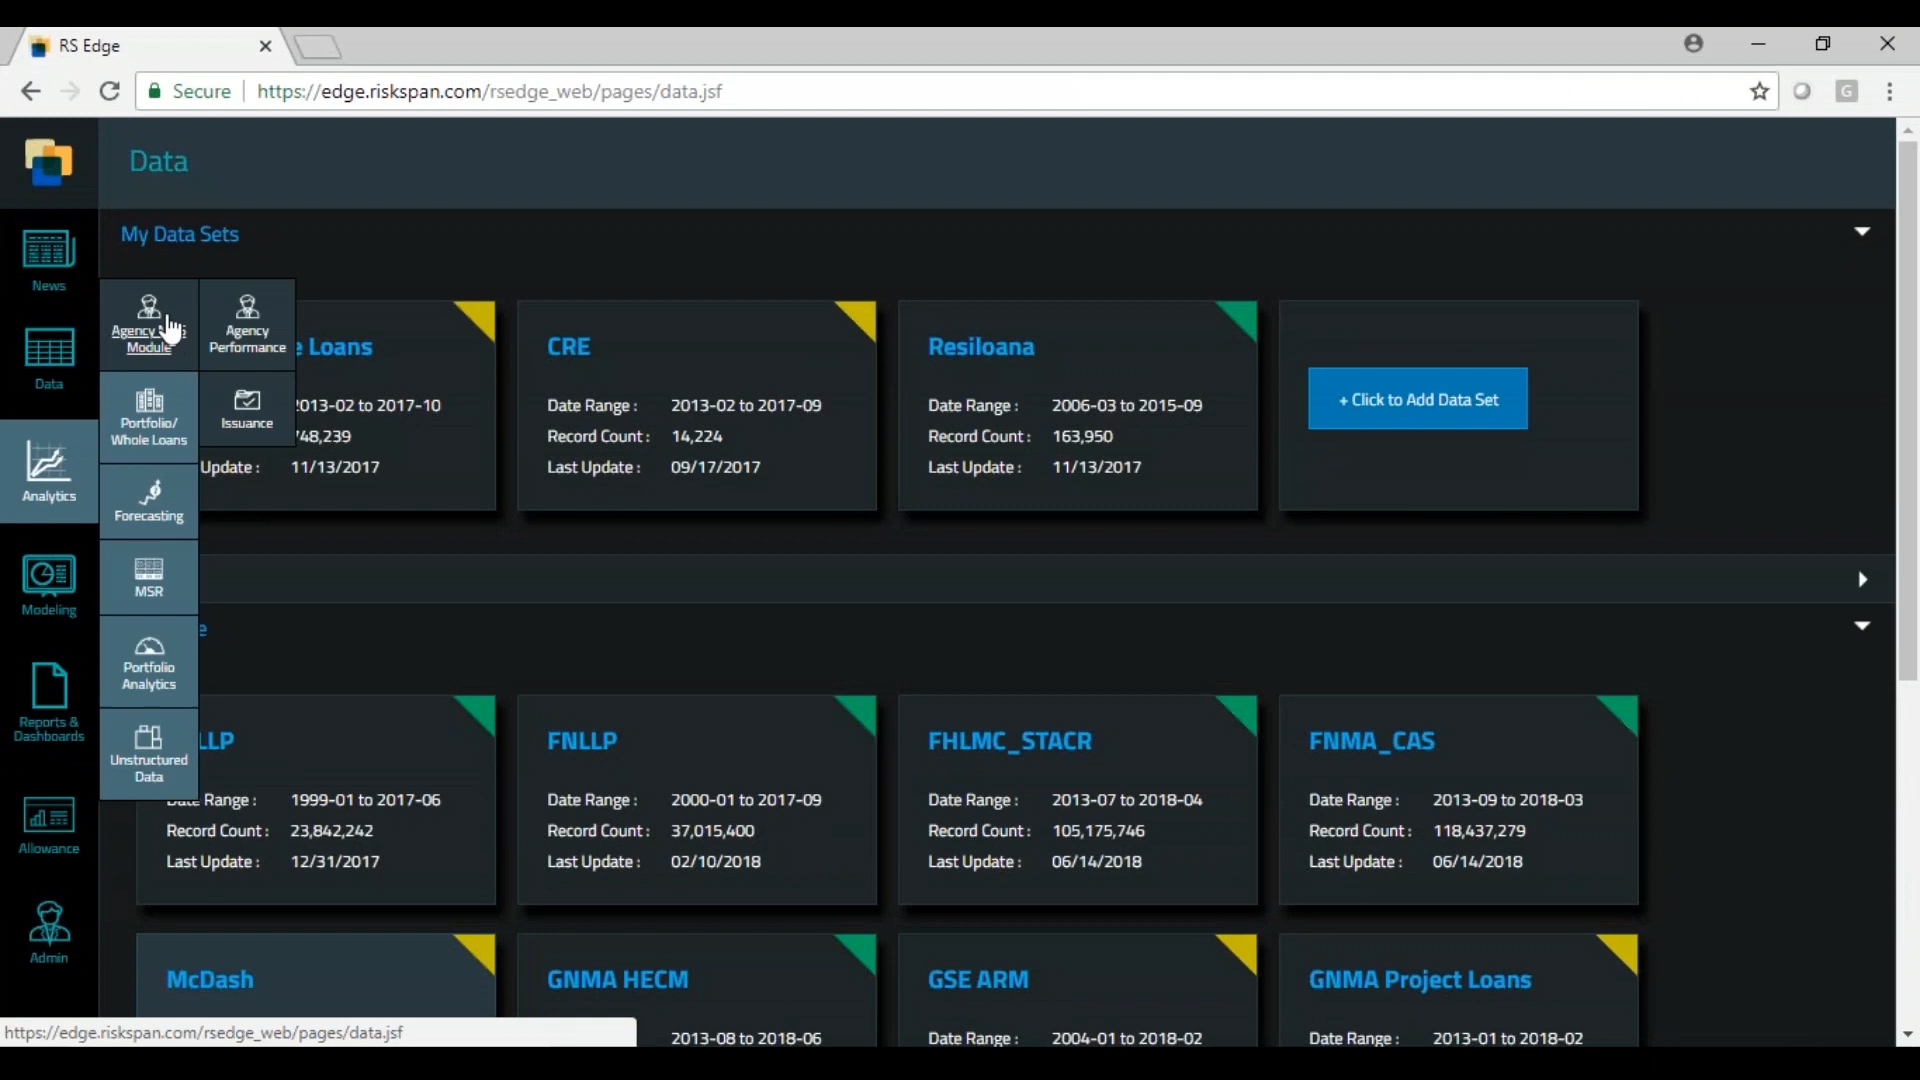 RS Edge
Secure
https://edge.riskspan.com/rsedge_web/pages/data.jsf
G
Data
My Data Sets
News
Data
Analytics
Modeling
Reports &
Dashboards
Allowance
Admin
Agency
Module
Agency
Performance
Portfolio/
Whole Loans
Issuance
Forecasting
MSR
Portfolio
Analytics
Unstructured
Data
Loans
2013-02 to 2017-10
748,239
Update : 11/13/2017
CRE
Date Range : 2013-02 to 2017-09
Record Count : 14,224
Last Update : 09/17/2017
Resiloana
Date Range : 2006-03 to 2015-09
Record Count : 163,950
Last Update : 11/13/2017
+ Click to Add Data Set
LLP
Date Range : 1999-01 to 2017-06
Record Count : 23,842,242
Last Update : 12/31/2017
FNLLP
Date Range : 2000-01 to 2017-09
Record Count : 37,015,400
Last Update : 02/10/2018
FHLMC_STACR
Date Range : 2013-07 to 2018-04
Record Count : 105,175,746
Last Update : 06/14/2018
FNMA_CAS
Date Range : 2013-09 to 2018-03
Record Count : 118,437,279
Last Update : 06/14/2018
McDash
GNMA HECM
2013-08 to 2018-06
GSE ARM
Date Range : 2004-01 to 2018-02
GNMA Project Loans
Date Range : 2013-01 to 2018-02
https://edge.riskspan.com/rsedge_web/pages/data.jsf